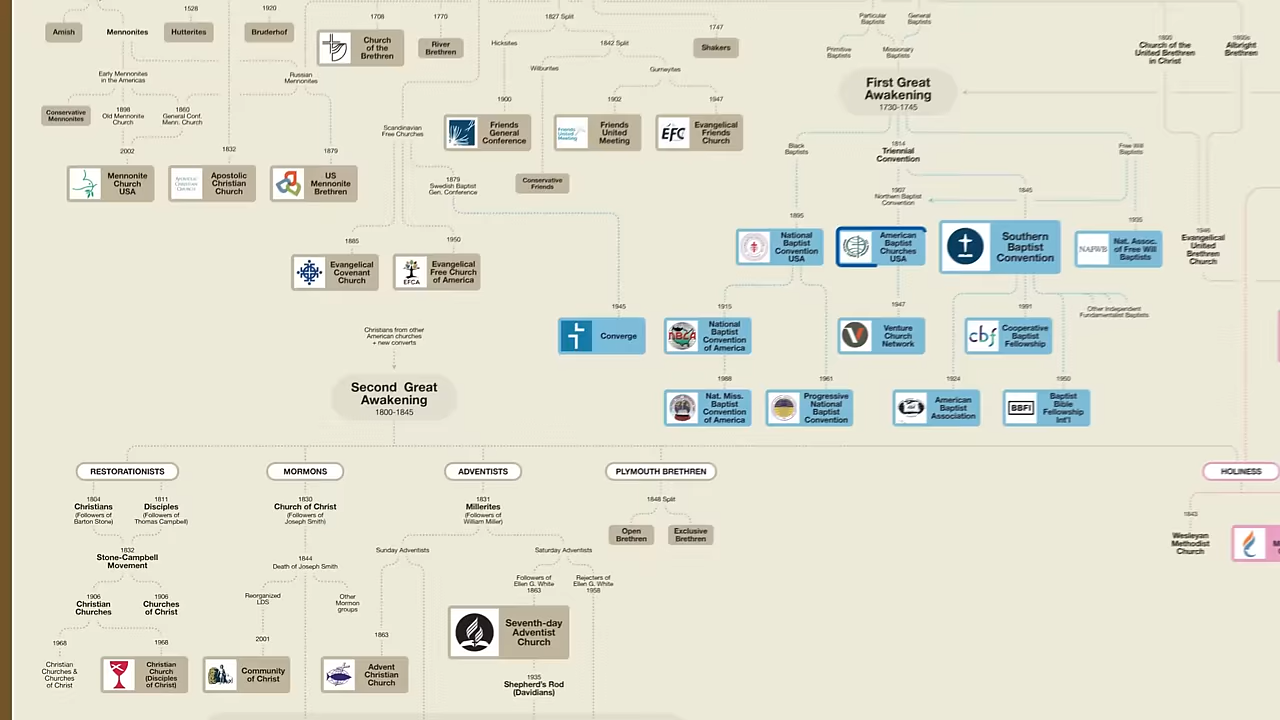 1528
1920
1708
1770
1827 Split
1747
Particular
Baptists
General
Baptists
Amish
Mennonites
Hutterites
Bruderhof
Church
of the
Brethren
River
Brethren
Hicksites
1842 Split
Shakers
Primitive
Baptists
Missionary
Baptists
1800
Church of the
United Brethren
in Christ
Albright
Brethren
Early Mennonites
in the Americas
Russian
Mennonites
Wilburites
Gurneyites
First Great
Awakening
1730-1745
Conservative
Mennonites
1898
Old Mennonite
Church
1860
General Conf.
Menn. Church
Scandinavian
Free Churches
1900
Friends
General
Conference
1902
Friends
United
Meeting
Friends
United
Meeting
1947
EFC
Evangelical
Friends
Church
Black
Baptists
1814
Triennial
Convention
Free Will
Baptists
2002
Mennonite
Church
USA
1832
APOSTOLIC
CHRISTIAN
CHURCH
Apostolic
Christian
Church
1879
US
Mennonite
Brethren
1879
Swedish Baptist
Gen. Conference
Conservative
Friends
1907
Northern Baptist
Convention
1845
1895
National
Baptist
Convention
USA
American
Baptist
Churches
USA
Southern
Baptist
Convention
1935
NAFWB
Nat. Assoc.
of Free Will
Baptists
1946
Evangelical
United
Brethren
Church
1885
Evangelical
Covenant
Church
1950
EFCA
Evangelical
Free Church
of America
1945
Converge
1915
NBCA
National
Baptist
Convention
of America
1947
Venture
Church
Network
1991
cbf
Cooperative
Baptist
Fellowship
Other Independent
Fundamentalist Baptists
Christians from other
American churches
+ new converts
Second Great
Awakening
1800-1845
1988
Nat. Miss.
Baptist
Convention
of America
1961
Progressive
National
Baptist
Convention
1924
American
Baptist
Association
1950
BBFI
Baptist
Bible
Fellowship
Int'l
RESTORATIONISTS
MORMONS
ADVENTISTS
PLYMOUTH BRETHREN
HOLINESS
1804
Christians
(Followers of
Barton Stone)
1811
Disciples
(Followers of
Thomas Campbell)
1830
Church of Christ
(Followers of
Joseph Smith)
1831
Millerites
(Followers of
William Miller)
1848 Split
Open
Brethren
Exclusive
Brethren
1843
Wesleyan
Methodist
Church
1832
Stone-Campbell
Movement
1844
Death of Joseph Smith
Sunday Adventists
Saturday Adventists
1906
Christian
Churches
1906
Churches
of Christ
Reorganized
LDS
Other
Mormon
groups
Followers of
Ellen G. White
1863
Rejecters of
Ellen G. White
1958
Seventh-day
Adventist
Church
1968
Christian
Churches &
Churches
of Christ
1968
Christian
Church
(Disciples
of Christ)
2001
Community
of Christ
1863
Advent
Christian
Church
1935
Shepherd's Rod
(Davidians)